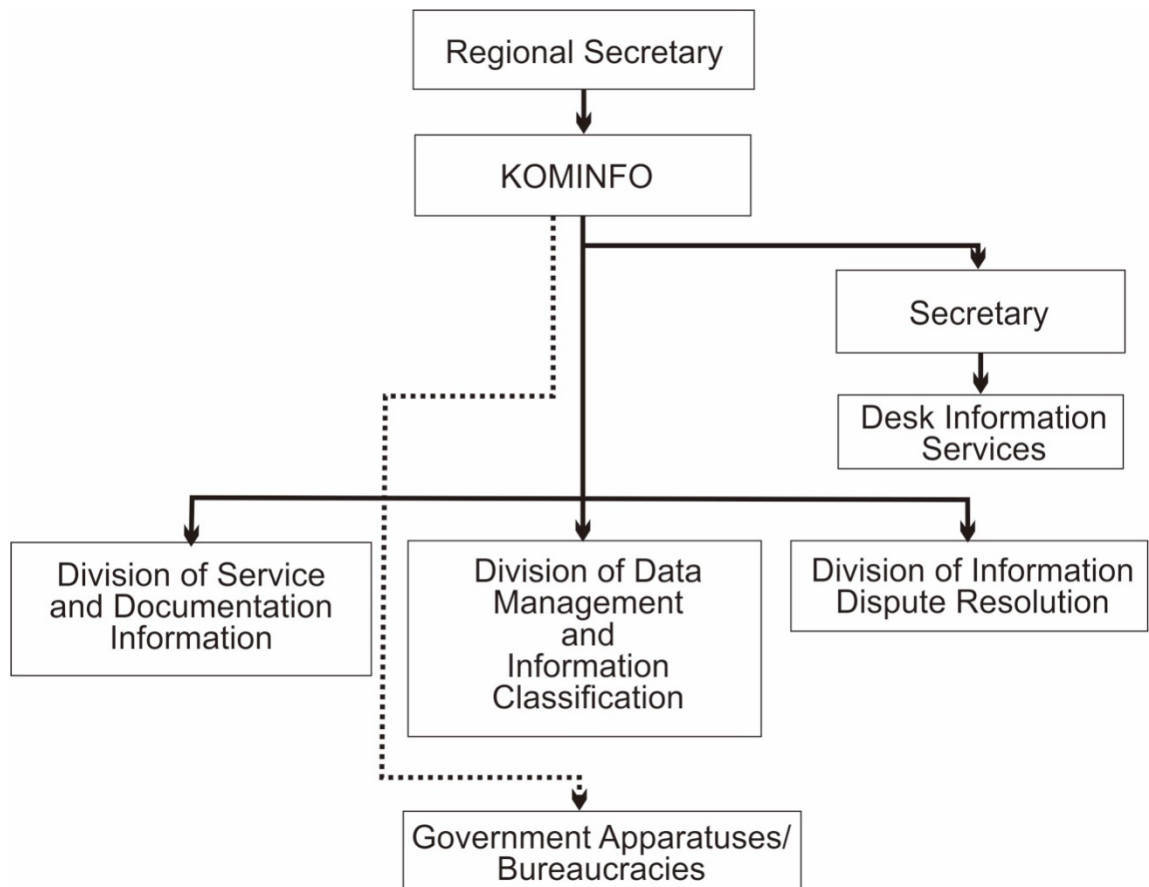 Regional Secretary
KOMINFO
Secretary
Desk Information
Services
Division of Service
and Documentation
Information
Division of Data
Management
and
Information
Classification
Division of Information
Dispute Resolution
Government Apparatuses/
Bureaucracies